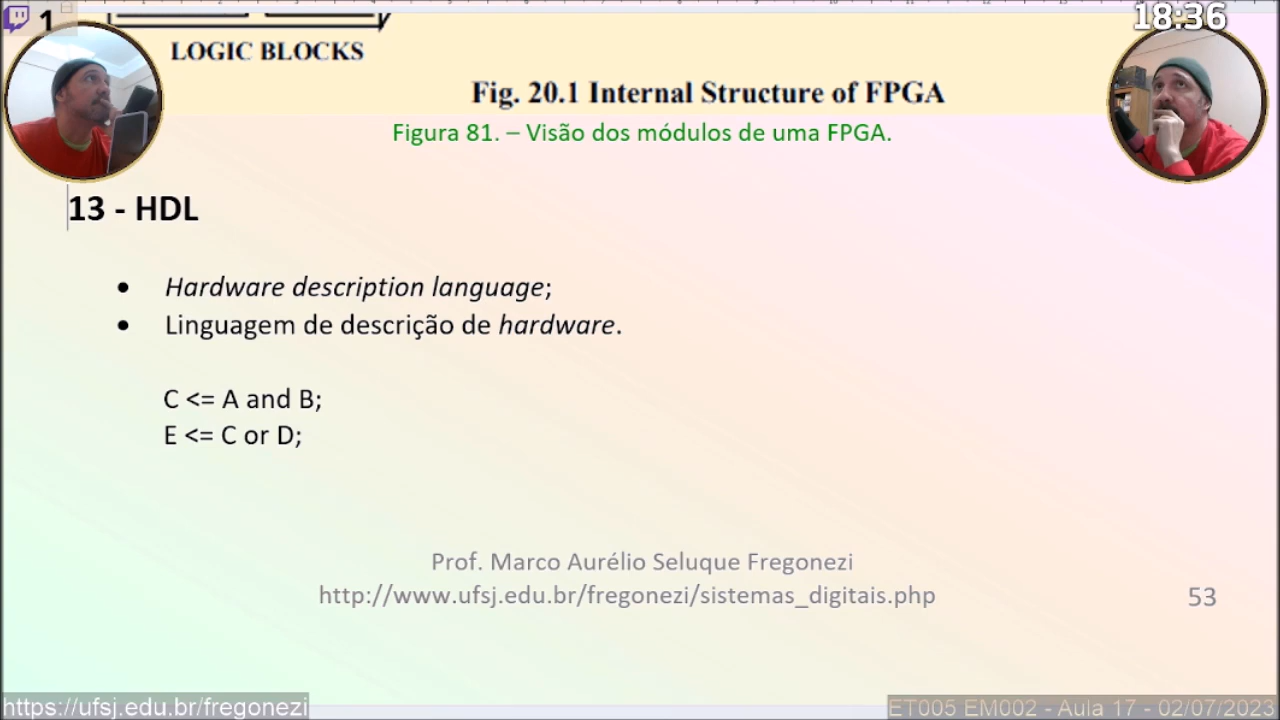 1
18:36
LOGIC BLOCKS
Fig. 20.1 Internal Structure of FPGA
Figura 81. – Visão dos módulos de uma FPGA.
13 - HDL
• Hardware description language;
• Linguagem de descrição de hardware.
C <= A and B;
E <= C or D;
Prof. Marco Aurélio Seluque Fregonezi
http://www.ufsj.edu.br/fregonezi/sistemas_digitais.php
53
https://ufsj.edu.br/fregonezi
ET005 EM002 - Aula 17 - 02/07/2023